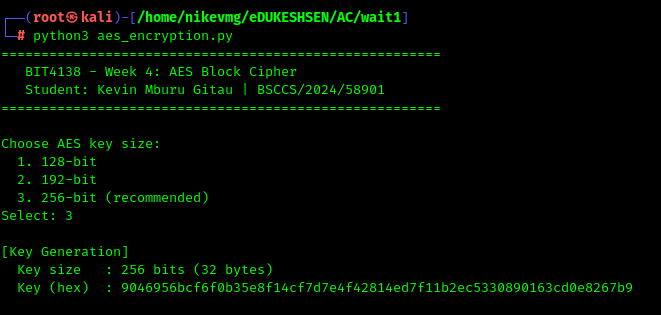 ┌──(root㉿kali)-[/home/nikevmg/eDUKESHSEN/AC/wait1]
└─# python3 aes_encryption.py
=======================================================
   BIT4138 - Week 4: AES Block Cipher
   Student: Kevin Mburu Gitau | BSCCS/2024/58901
=======================================================

Choose AES key size:
  1. 128-bit
  2. 192-bit
  3. 256-bit (recommended)
Select: 3

[Key Generation]
  Key size   : 256 bits (32 bytes)
  Key (hex)  : 9046956bcf6f0b35e8f14cf7d7e4f42814ed7f11b2ec5330890163cd0e8267b9